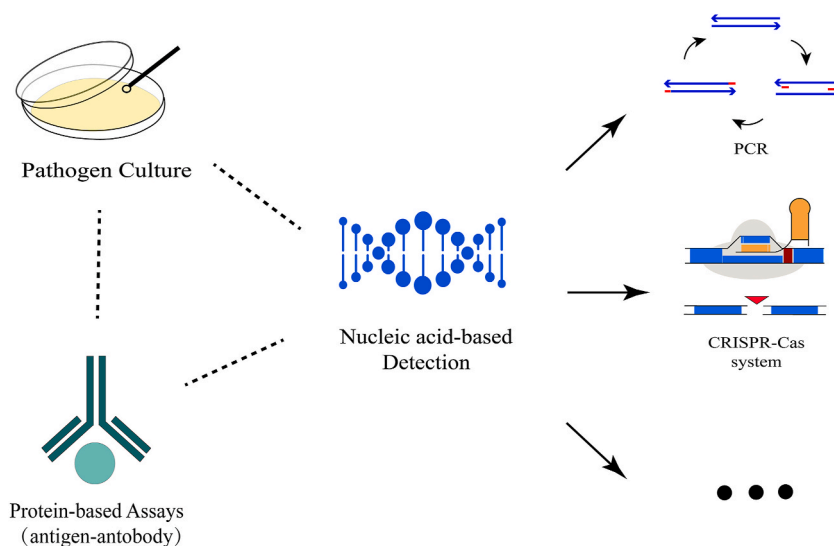 Pathogen Culture
Nucleic acid-based
Detection
Protein-based Assays
（antigen-antobody）
PCR
CRISPR-Cas
system